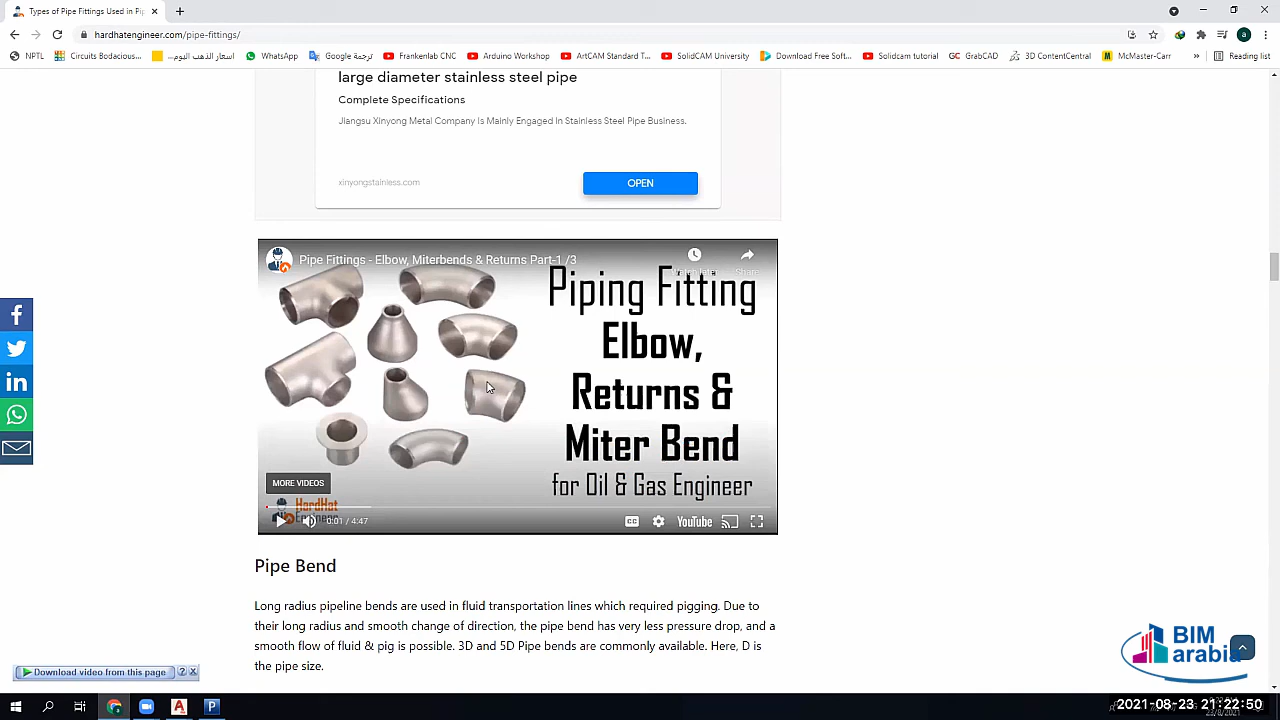 Types of Pipe Fittings Used in Pip
hardhatengineer.com/pipe-fittings/
NPTL
Circuits Bodacious...
اسعار الذهب اليوم...
WhatsApp
ترجمة Google
Frankenlab CNC
Arduino Workshop
ArtCAM Standard T...
SolidCAM University
Download Free Soft...
Solidcam tutorial
GrabCAD
3D ContentCentral
McMaster-Carr
Reading list
large diameter stainless steel pipe
Complete Specifications
Jiangsu Xinyong Metal Company Is Mainly Engaged In Stainless Steel Pipe Business.
xinyongstainless.com
OPEN
Pipe Fittings - Elbow, Miterbends & Returns Part-1 /3
Watch later
Share
Piping Fitting
Elbow,
Returns &
Miter Bend
for Oil & Gas Engineer
MORE VIDEOS
HardHat
Engineer
0:01 / 4:47
CC
YouTube
Pipe Bend
Long radius pipeline bends are used in fluid transportation lines which required pigging. Due to
their long radius and smooth change of direction, the pipe bend has very less pressure drop, and a
smooth flow of fluid & pig is possible. 3D and 5D Pipe bends are commonly available. Here, D is
the pipe size.
BIM
arabia
Download video from this page
2021-08-23 21:22:50